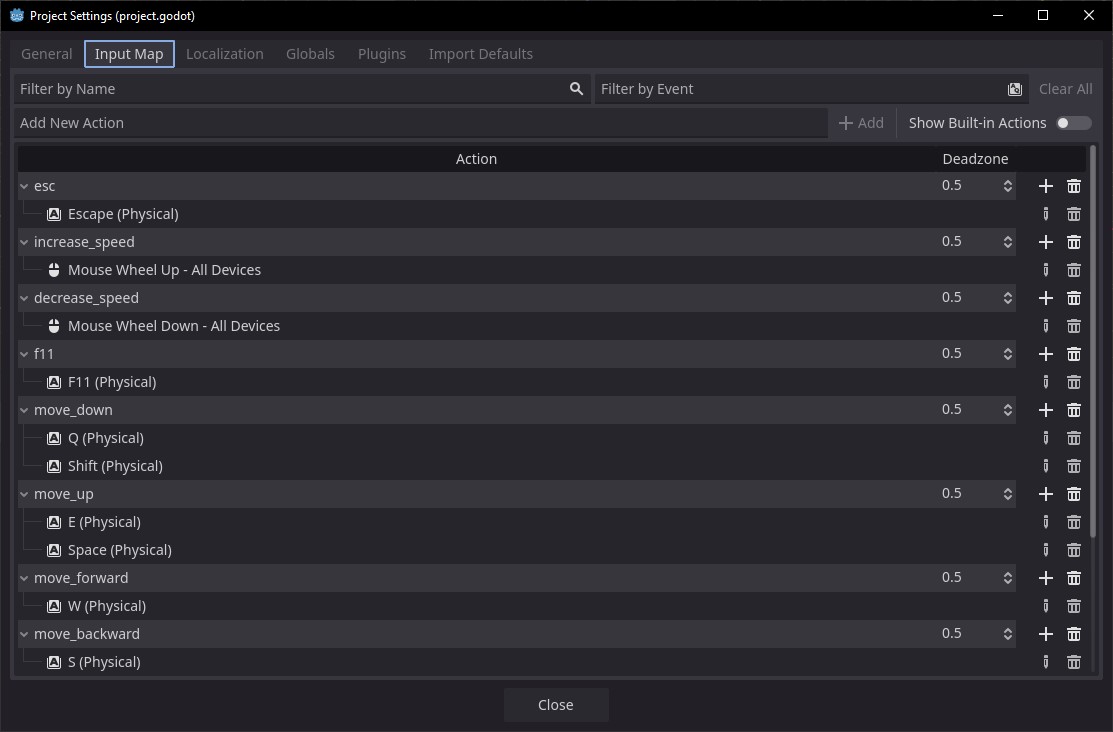 Project Settings (project.godot)
General Input Map Localization Globals Plugins Import Defaults
Filter by Name Filter by Event Clear All
Add New Action Add Show Built-in Actions
Action Deadzone
esc 0.5
Escape (Physical)
increase_speed 0.5
Mouse Wheel Up - All Devices
decrease_speed 0.5
Mouse Wheel Down - All Devices
f11 0.5
F11 (Physical)
move_down 0.5
Q (Physical)
Shift (Physical)
move_up 0.5
E (Physical)
Space (Physical)
move_forward 0.5
W (Physical)
move_backward 0.5
S (Physical)
Close